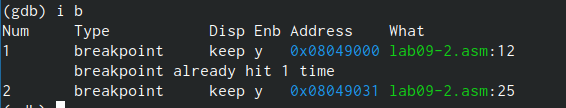 (gdb) i b
Num     Type           Disp Enb Address    What
1       breakpoint     keep y   0x08049000 lab09-2.asm:12
        breakpoint already hit 1 time
2       breakpoint     keep y   0x08049031 lab09-2.asm:25